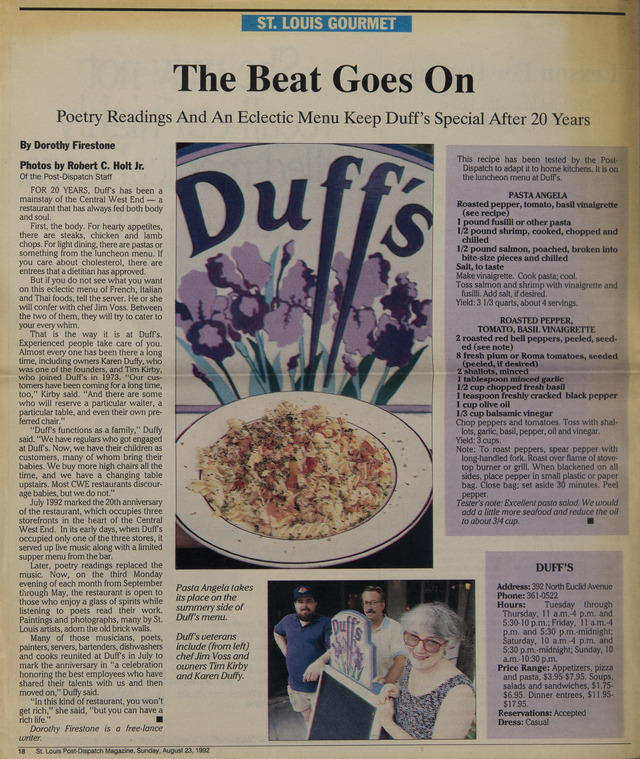 ST. LOUIS GOURMET
The Beat Goes On
Poetry Readings And An Eclectic Menu Keep Duff's Special After 20 Years
By Dorothy Firestone
Photos by Robert C. Holt Jr.
Of the Post-Dispatch Staff
FOR 20 YEARS, Duff's has been a
mainstay of the Central West End — a
restaurant that has always fed both body
and soul.
First, the body. For hearty appetites,
there are steaks, chicken and lamb
chops. For light dining, there are pastas or
something from the luncheon menu. If
you care about cholesterol, there are
entrees that a dietitian has approved.
But if you do not see what you want
on this eclectic menu of French, Italian
and Thai foods, tell the server. He or she
will confer with chef Jim Voss. Between
the two of them, they will try to cater to
your every whim.
That is the way it is at Duff's.
Experienced people take care of you.
Almost every one has been there a long
time, including owners Karen Duffy, who
was one of the founders, and Tim Kirby,
who joined Duff's in 1973. "Our cus-
tomers have been coming for a long time,
too," Kirby said. "And there are some
who will reserve a particular waiter, a
particular table, and even their own pre-
ferred chair."
"Duff's functions as a family," Duffy
said. "We have regulars who got engaged
at Duff's. Now, we have their children as
customers, many of whom bring their
babies. We buy more high chairs all the
time, and we have a changing table
upstairs. Most CWE restaurants discour-
age babies, but we do not."
July 1992 marked the 20th anniversary
of the restaurant, which occupies three
storefronts in the heart of the Central
West End. In its early days, when Duff's
occupied only one of the three stores, it
served up live music along with a limited
supper menu from the bar.
Later, poetry readings replaced the
music. Now, on the third Monday
evening of each month from September
through May, the restaurant is open to
those who enjoy a glass of spirits while
listening to poets read their work.
Paintings and photographs, many by St.
Louis artists, adorn the old brick walls.
Many of those musicians, poets,
painters, servers, bartenders, dishwashers
and cooks reunited at Duff's in July to
mark the anniversary in "a celebration
honoring the best employees who have
shared their talents with us and then
moved on," Duffy said.
"In this kind of restaurant, you won't
get rich," she said, "but you can have a
rich life."
Dorothy Firestone is a free-lance
writer.
Duff's
Pasta Angela takes
its place on the
summery side of
Duff's menu.
Duff's veterans
include (from left)
chef Jim Voss and
owners Tim Kirby
and Karen Duffy.
Duff's
This recipe has been tested by the Post-
Dispatch to adapt it to home kitchens. It is on
the luncheon menu at Duff's.
PASTA ANGELA
Roasted pepper, tomato, basil vinaigrette
(see recipe)
1 pound fusilli or other pasta
1/2 pound shrimp, cooked, chopped and
chilled
1/2 pound salmon, poached, broken into
bite-size pieces and chilled
Salt, to taste
Make vinaigrette. Cook pasta; cool.
Toss salmon and shrimp with vinaigrette and
fusilli. Add salt, if desired.
Yield: 3 1/2 quarts, about 4 servings.
ROASTED PEPPER,
TOMATO, BASIL VINAIGRETTE
2 roasted red bell peppers, peeled, seed-
ed (see note)
8 fresh plum or Roma tomatoes, seeded
(peeled, if desired)
2 shallots, minced
1 tablespoon minced garlic
1/2 cup chopped fresh basil
1 teaspoon freshly cracked black pepper
1 cup olive oil
1/3 cup balsamic vinegar
Chop peppers and tomatoes. Toss with shal-
lots, garlic, basil, pepper, oil and vinegar.
Yield: 3 cups.
Note: To roast peppers, spear pepper with
long-handled fork. Roast over flame of stove-
top burner or grill. When blackened on all
sides, place pepper in small plastic or paper
bag. Close bag; set aside 30 minutes. Peel
pepper.
Tester's note: Excellent pasta salad. We would
add a little more seafood and reduce the oil
to about 3/4 cup.
DUFF'S
Address: 392 North Euclid Avenue
Phone: 361-0522
Hours: Tuesday through
Thursday, 11 a.m.-4 p.m. and
5:30-10 p.m.; Friday, 11 a.m.-4
p.m. and 5:30 p.m.-midnight;
Saturday, 10 a.m.-4 p.m. and
5:30 p.m.-midnight; Sunday, 10
a.m.-10:30 p.m.
Price Range: Appetizers, pizza
and pasta, $3.95-$7.95. Soups,
salads and sandwiches, $1.75-
$6.95. Dinner entrees, $11.95-
$17.95.
Reservations: Accepted
Dress: Casual
18 St. Louis Post-Dispatch Magazine, Sunday, August 23, 1992